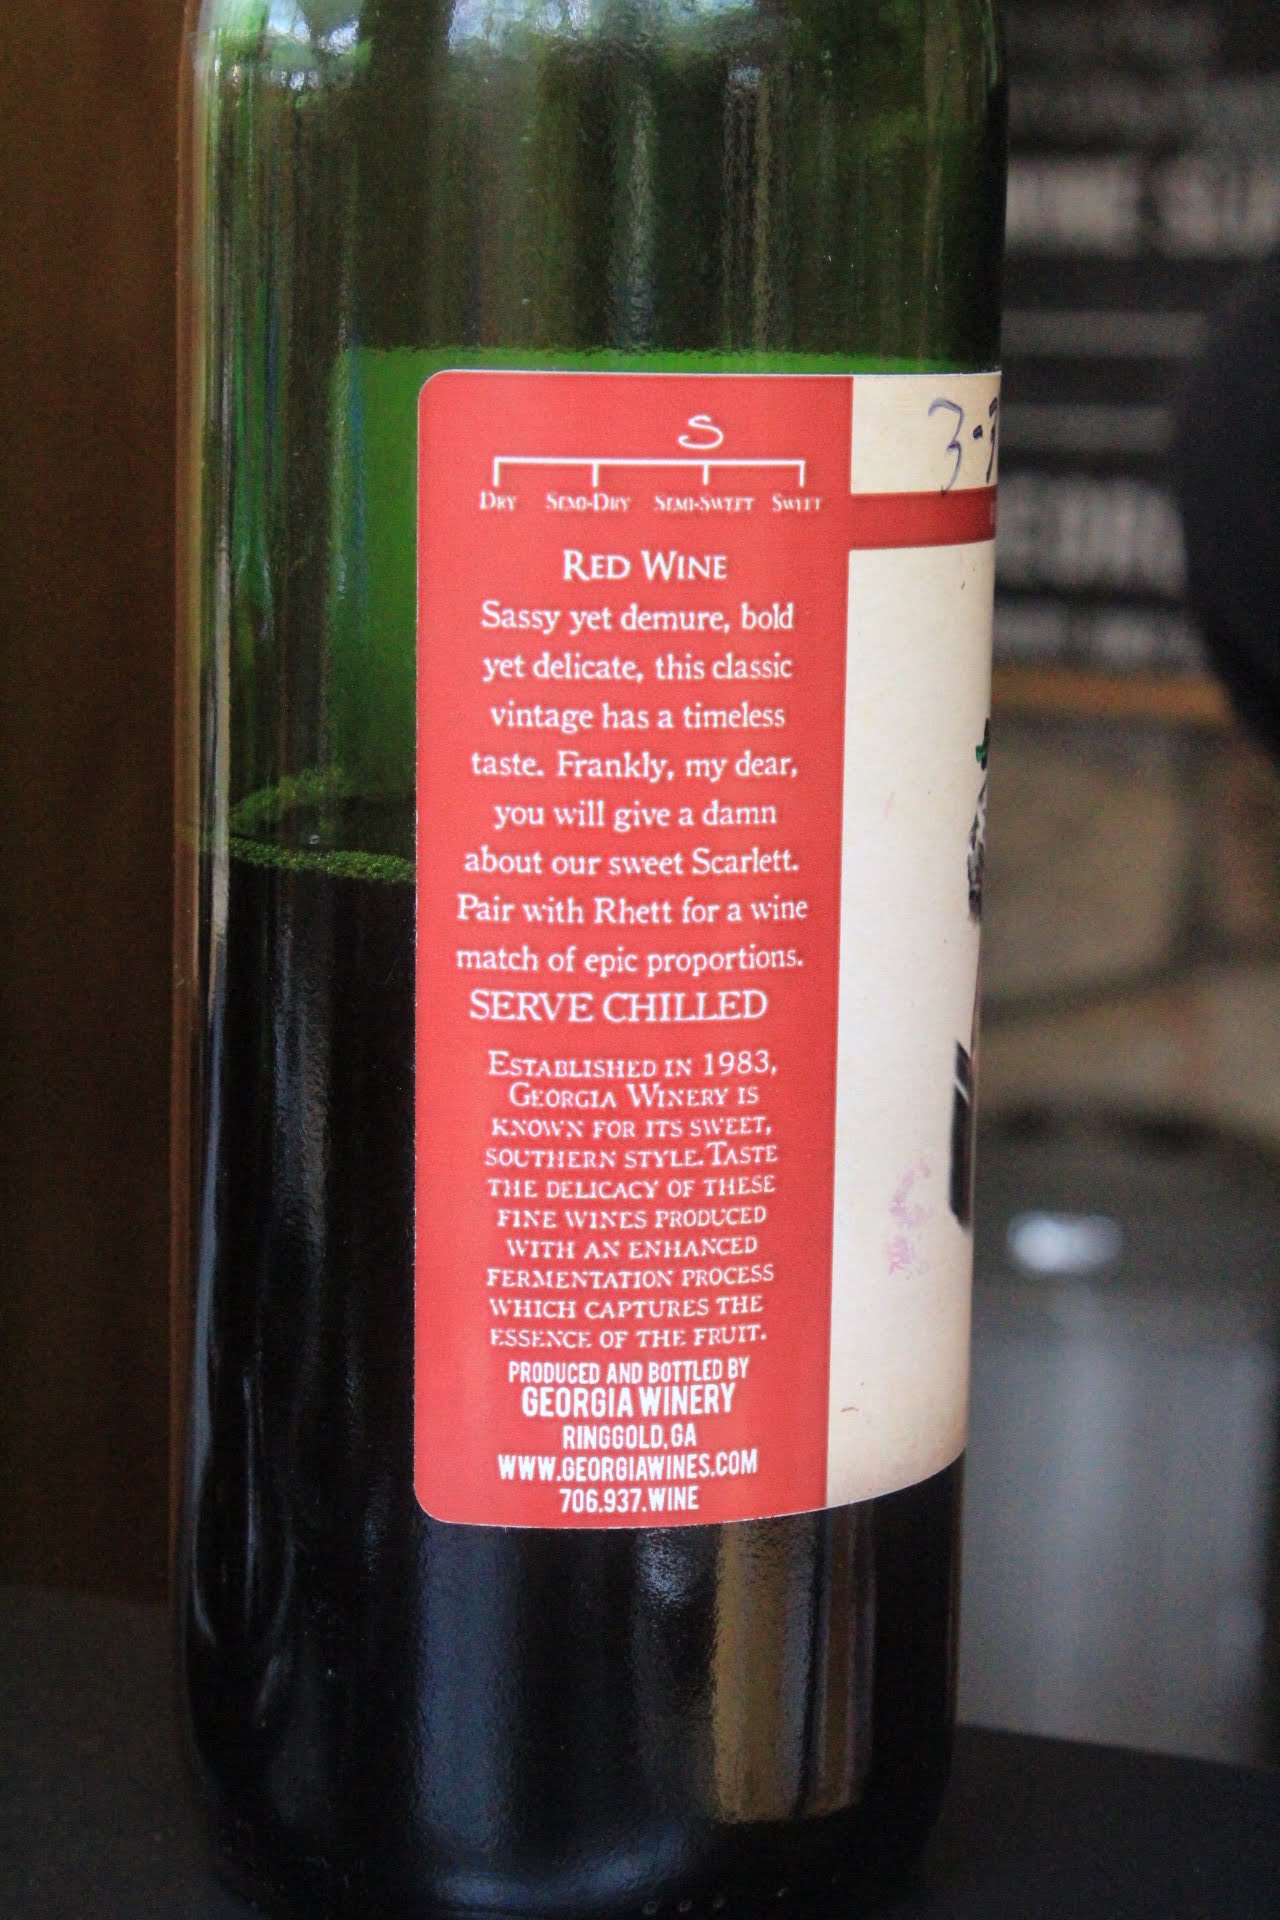 S
Dry Semi-Dry Semi-Sweet Sweet
Red Wine
Sassy yet demure, bold
yet delicate, this classic
vintage has a timeless
taste. Frankly, my dear,
you will give a damn
about our sweet Scarlett.
Pair with Rhett for a wine
match of epic proportions.
SERVE CHILLED
Established in 1983,
Georgia Winery is
known for its sweet,
southern style. Taste
the delicacy of these
fine wines produced
with an enhanced
fermentation process
which captures the
essence of the fruit.
PRODUCED AND BOTTLED BY
GEORGIA WINERY
RINGGOLD, GA
WWW.GEORGIAWINES.COM
706.937.WINE